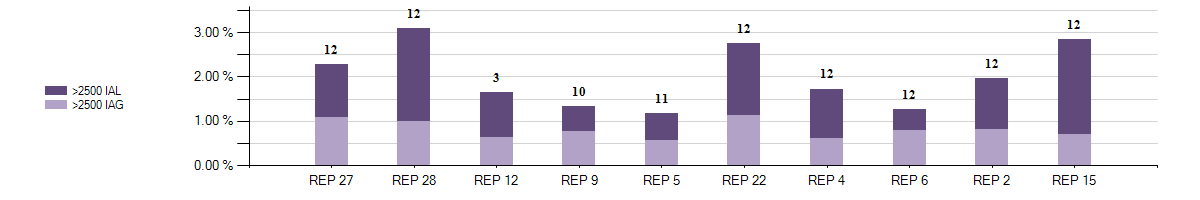 >2500 IAL
>2500 IAG
3.00 %
2.00 %
1.00 %
0.00 %
12
12
3
10
11
12
12
12
12
12
REP 27
REP 28
REP 12
REP 9
REP 5
REP 22
REP 4
REP 6
REP 2
REP 15